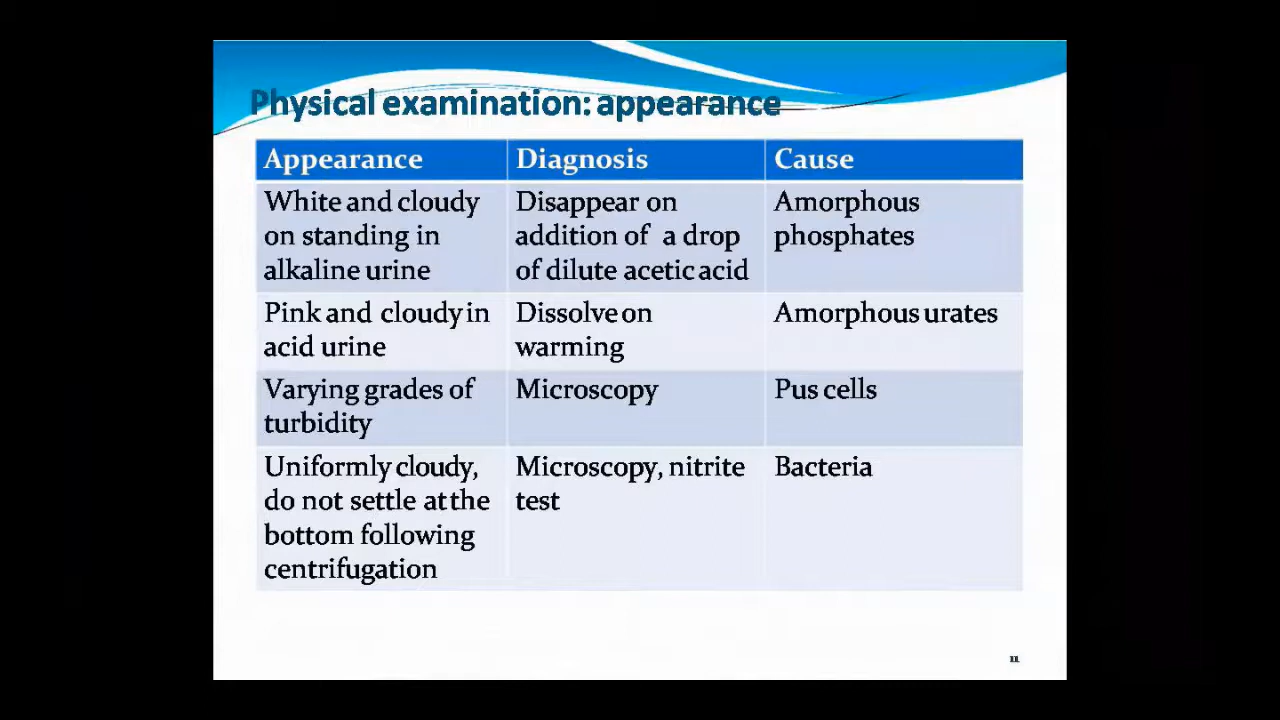 Physical examination: appearance
Appearance Diagnosis Cause
White and cloudy
on standing in
alkaline urine
Disappear on
addition of a drop
of dilute acetic acid
Amorphous
phosphates
Pink and cloudy in
acid urine
Dissolve on
warming
Amorphous urates
Varying grades of
turbidity
Microscopy
Pus cells
Uniformly cloudy,
do not settle at the
bottom following
centrifugation
Microscopy, nitrite
test
Bacteria
11